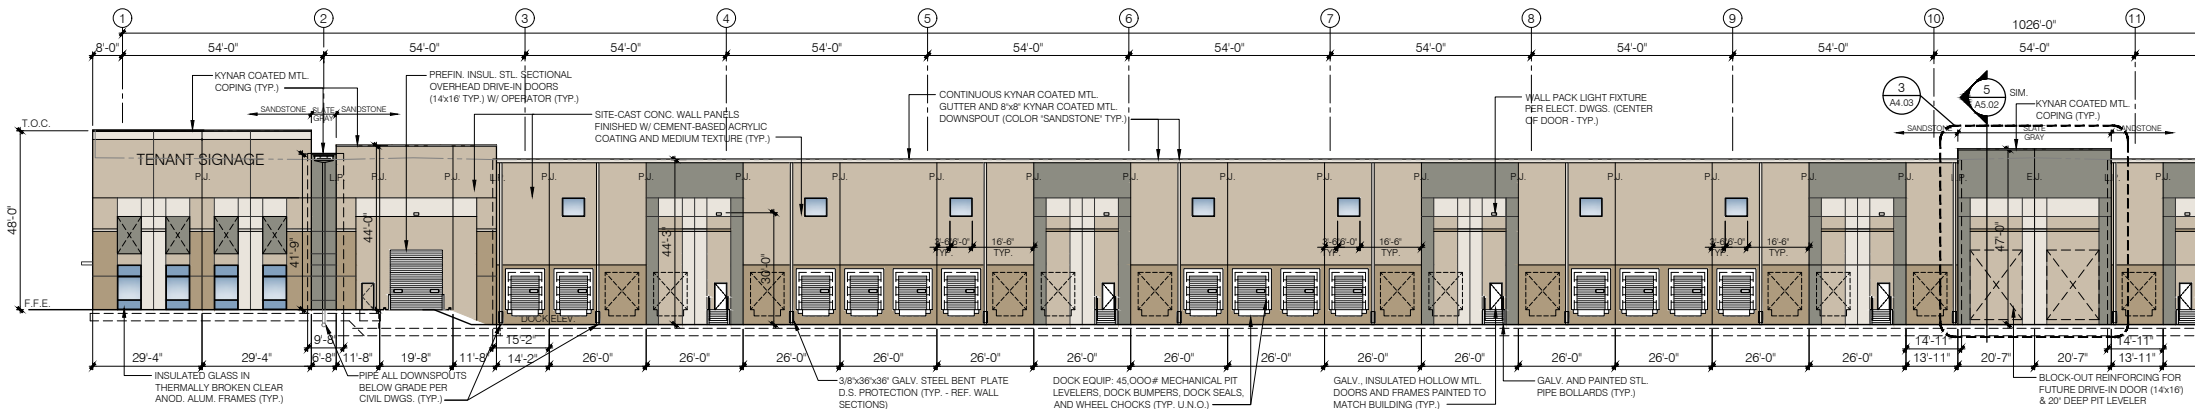 1 2 3 4 5 6 7 8 9 10 11
1026'-0"
8'-0" 54'-0" 54'-0" 54'-0" 54'-0" 54'-0" 54'-0" 54'-0" 54'-0" 54'-0" 54'-0"
KYNAR COATED MTL.
COPING (TYP.)
SANDSTONE
SLATE
GRAY
SANDSTONE
PREFIN. INSUL. STL. SECTIONAL
OVERHEAD DRIVE-IN DOORS
(14'x16' TYP.) W/ OPERATOR (TYP.)
SITE-CAST CONC. WALL PANELS
FINISHED W/ CEMENT-BASED ACRYLIC
COATING AND MEDIUM TEXTURE (TYP.)
CONTINUOUS KYNAR COATED MTL.
GUTTER AND 8"x8" KYNAR COATED MTL.
DOWNSPOUT (COLOR "SANDSTONE" TYP.)
WALL PACK LIGHT FIXTURE
PER ELECT. DWGS. (CENTER
OF DOOR - TYP.)
3
A4.03
5
A5.02
SIM.
KYNAR COATED MTL.
COPING (TYP.)
SANDSTONE
SLATE
GRAY
SANDSTONE
T.O.C.
TENANT SIGNAGE
P.J. P.J. L.P. P.J. P.J. L.P. P.J. P.J. P.J. P.J. P.J. P.J. P.J. P.J. P.J. P.J. P.J. P.J. P.J. P.J. P.J. L.P. E.J. L.P. P.J.
48'-0"
41'-9"
44'-0"
44'-3"
30'-0"
47'-0"
16'-6"
TYP.
TYP.
16'-6"
TYP.
TYP.
16'-6"
TYP.
TYP.
F.F.E.
DOCK ELEV.
9'-8" 15'-2" 14'-11" 14'-11"
29'-4" 29'-4" 6'-8" 11'-8" 19'-8" 11'-8" 14'-2" 26'-0" 26'-0" 26'-0" 26'-0" 26'-0" 26'-0" 26'-0" 26'-0" 26'-0" 26'-0" 26'-0" 26'-0" 26'-0" 26'-0" 13'-11" 20'-7" 20'-7" 13'-11"
INSULATED GLASS IN
THERMALLY BROKEN CLEAR
ANOD. ALUM. FRAMES (TYP.)
PIPE ALL DOWNSPOUTS
BELOW GRADE PER
CIVIL DWGS. (TYP.)
3/8"x36"x36" GALV. STEEL BENT PLATE
D.S. PROTECTION (TYP. - REF. WALL
SECTIONS)
DOCK EQUIP: 45,000# MECHANICAL PIT
LEVELERS, DOCK BUMPERS, DOCK SEALS,
AND WHEEL CHOCKS (TYP. U.N.O.)
GALV., INSULATED HOLLOW MTL.
DOORS AND FRAMES PAINTED TO
MATCH BUILDING (TYP.)
GALV. AND PAINTED STL.
PIPE BOLLARDS (TYP.)
BLOCK-OUT REINFORCING FOR
FUTURE DRIVE-IN DOOR (14'x16')
& 20" DEEP PIT LEVELER